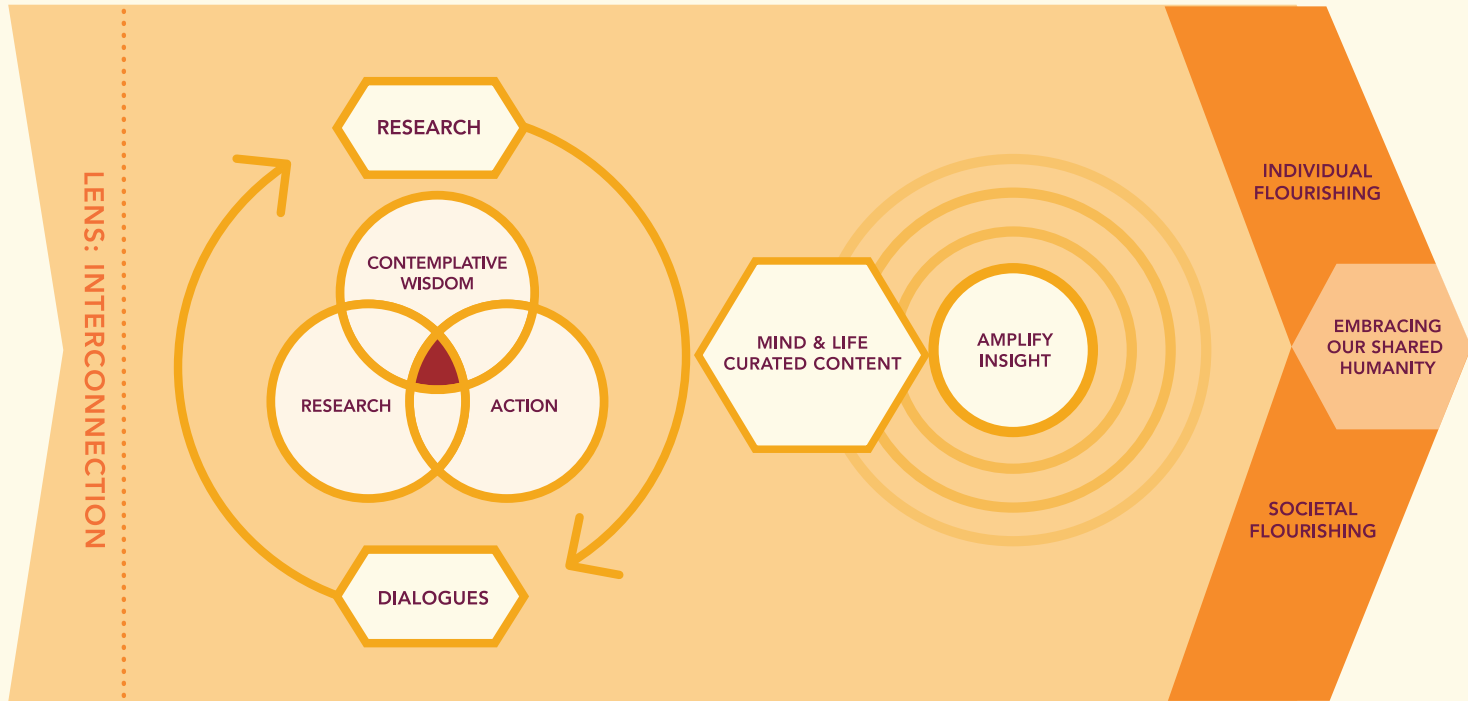 LENS: INTERCONNECTION
RESEARCH
CONTEMPLATIVE
WISDOM
RESEARCH
ACTION
DIALOGUES
MIND & LIFE
CURATED CONTENT
AMPLIFY
INSIGHT
INDIVIDUAL
FLOURISHING
EMBRACING
OUR SHARED
HUMANITY
SOCIETAL
FLOURISHING